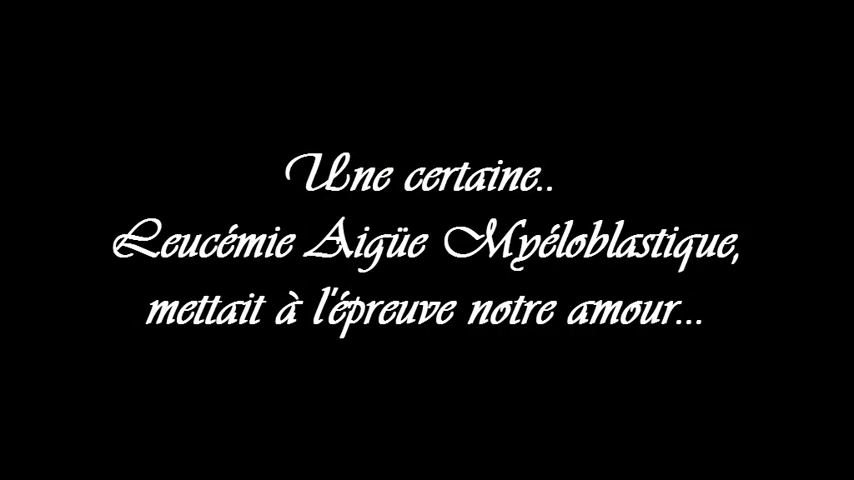 Une certaine..
Leucémie Aigüe Myéloblastique,
mettait à l'épreuve notre amour...